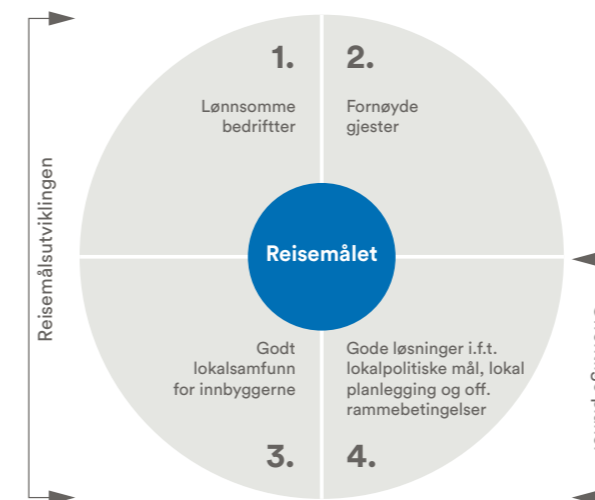 1.
Lønnsomme
bedriftter
2.
Fornøyde
gjester
Reisemålsutviklingen
Reisemålet
Godt
lokalsamfunn
for innbyggerne
3.
Gode løsninger i.f.t.
lokalpolitiske mål, lokal
planlegging og off.
rammebetingelser
4.